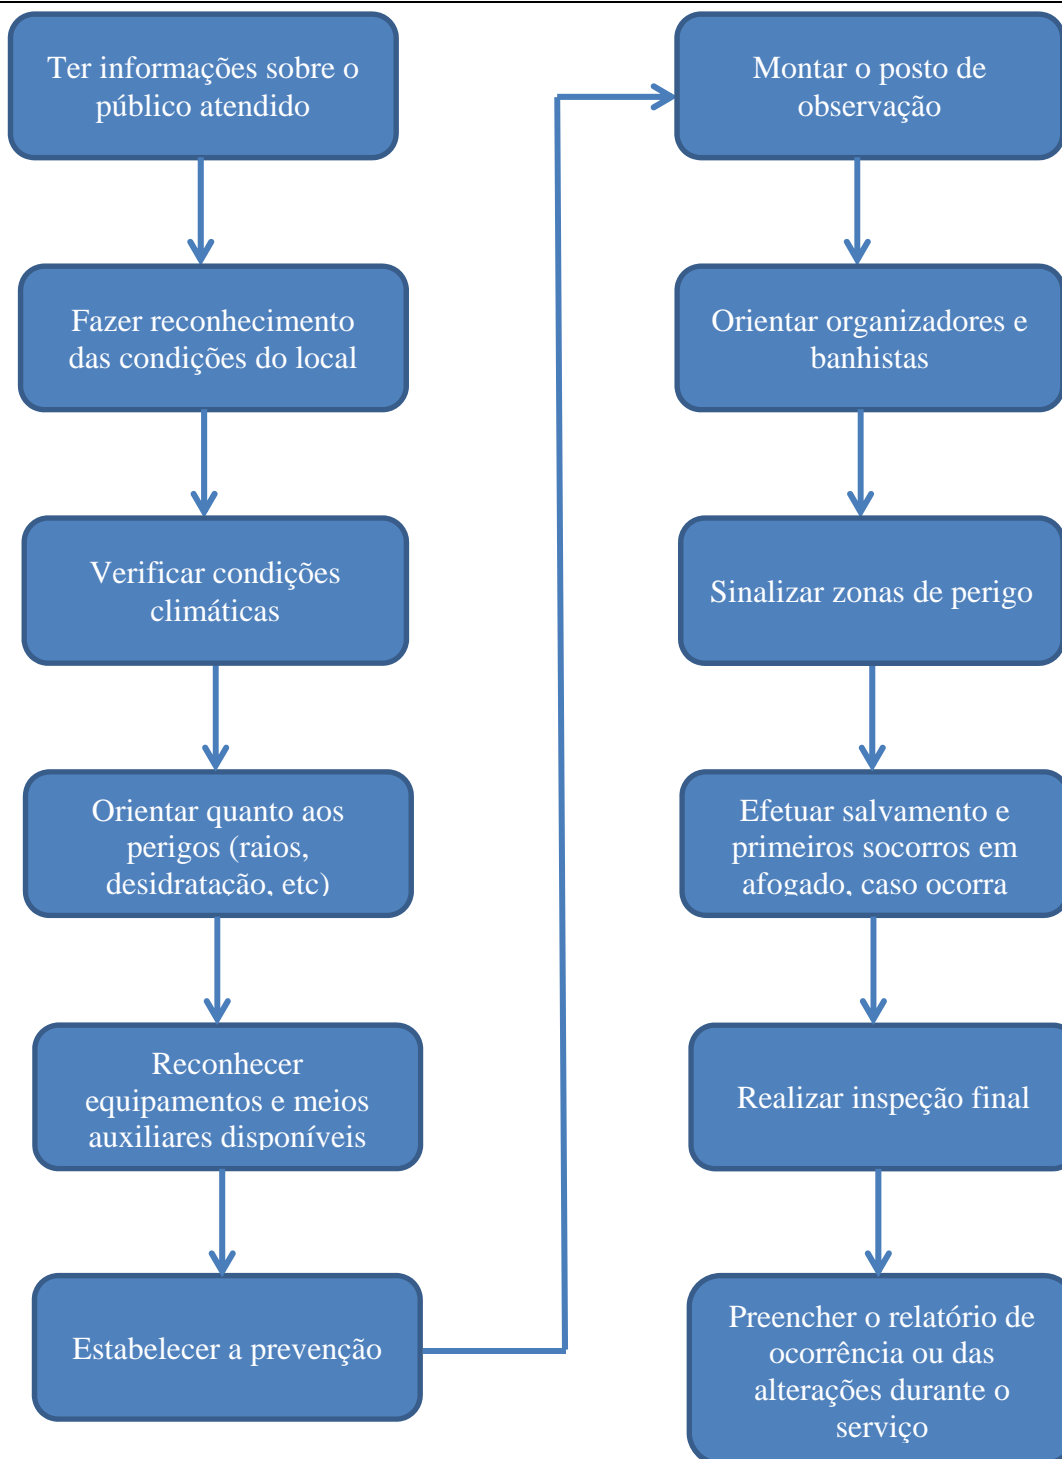 Ter informações sobre o
público atendido
Fazer reconhecimento
das condições do local
Verificar condições
climáticas
Orientar quanto aos
perigos (raios,
desidratação, etc)
Reconhecer
equipamentos e meios
auxiliares disponíveis
Estabelecer a prevenção
Montar o posto de
observação
Orientar organizadores e
banhistas
Sinalizar zonas de perigo
Efetuar salvamento e
primeiros socorros em
afogado, caso ocorra
Realizar inspeção final
Preencher o relatório de
ocorrência ou das
alterações durante o
serviço